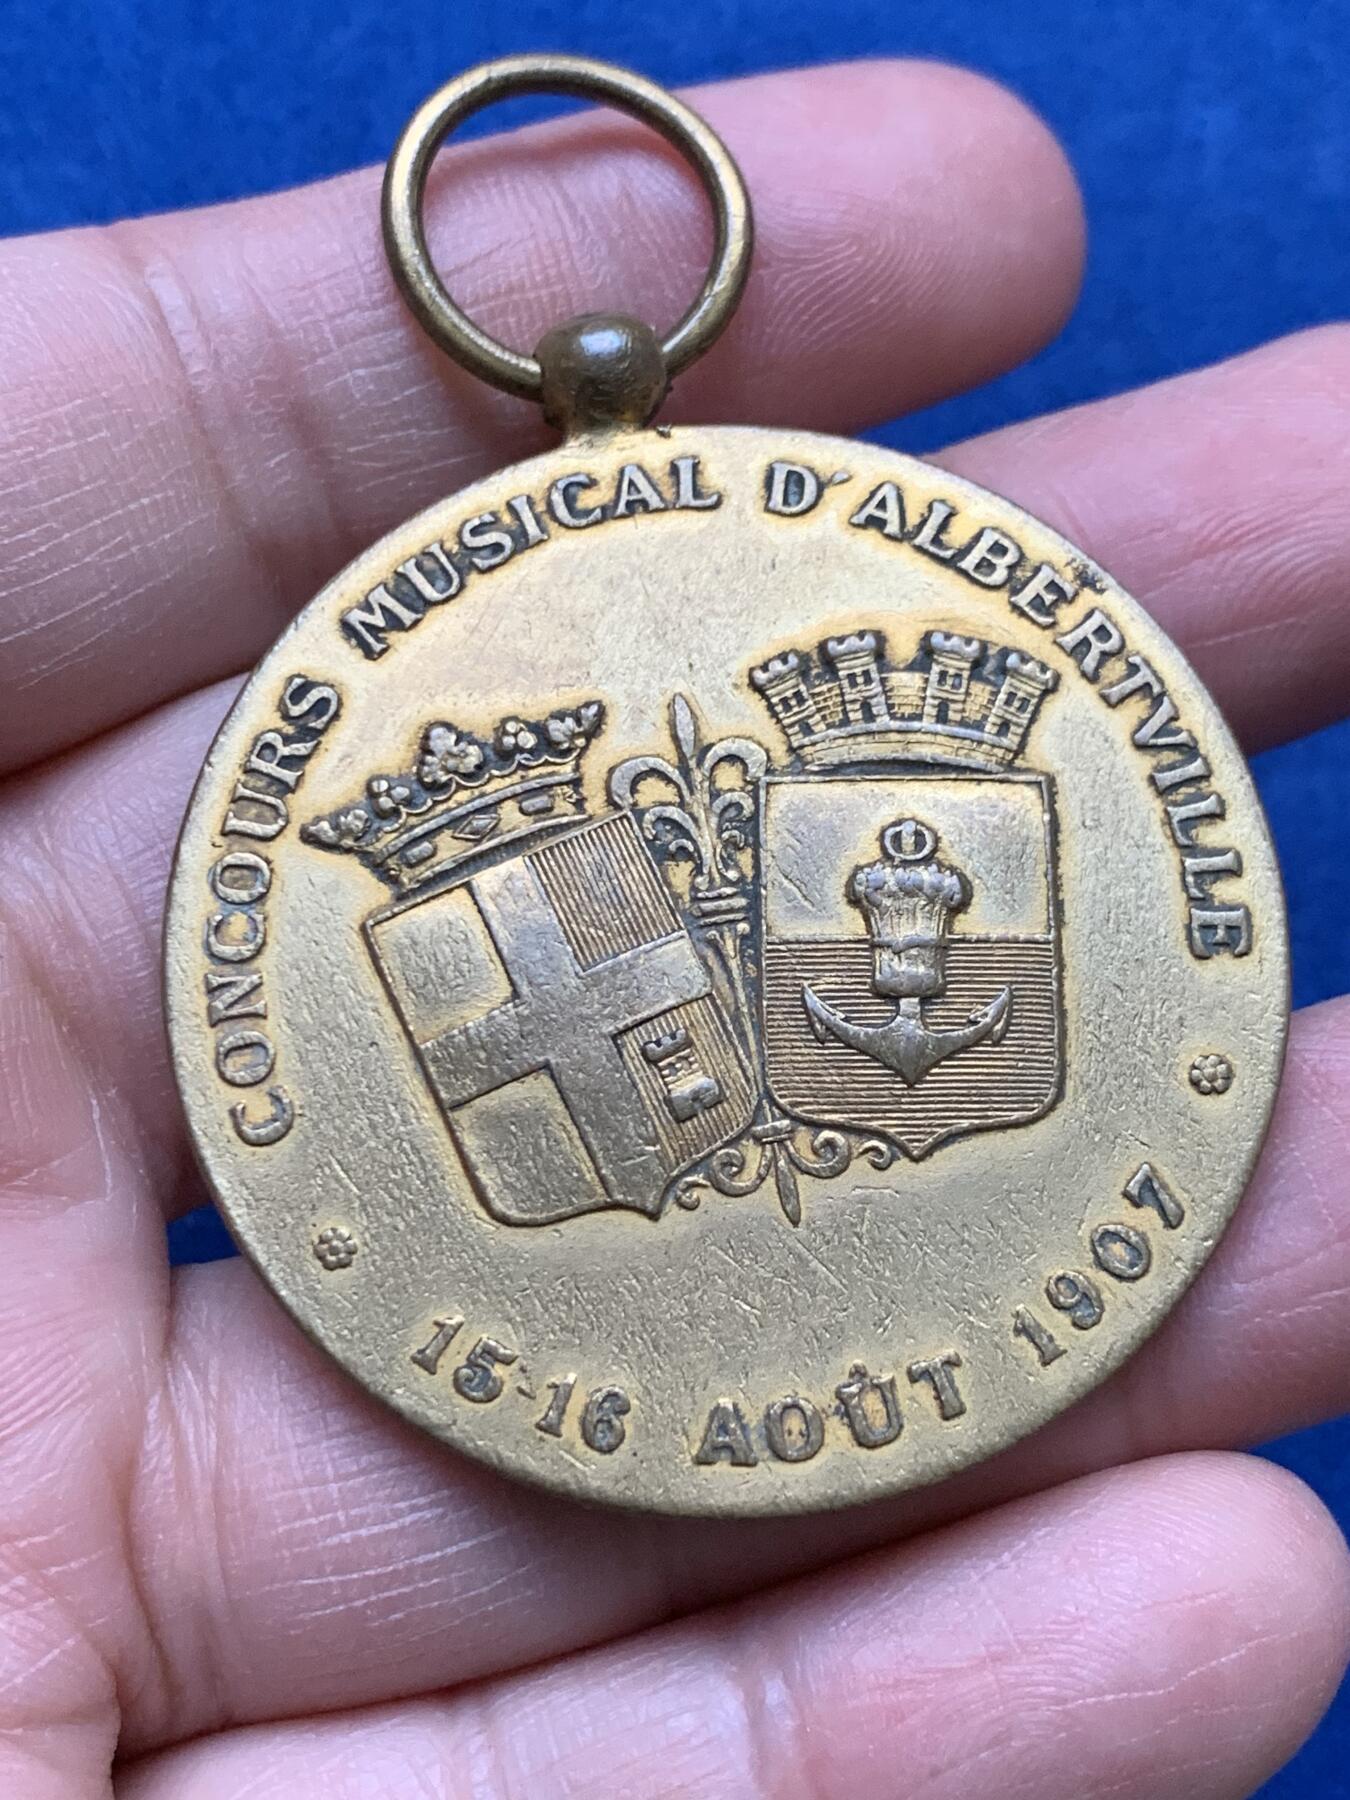 CONCOURS MUSICAL D'ALBERTVILLE
15-16 AOÛT 1907